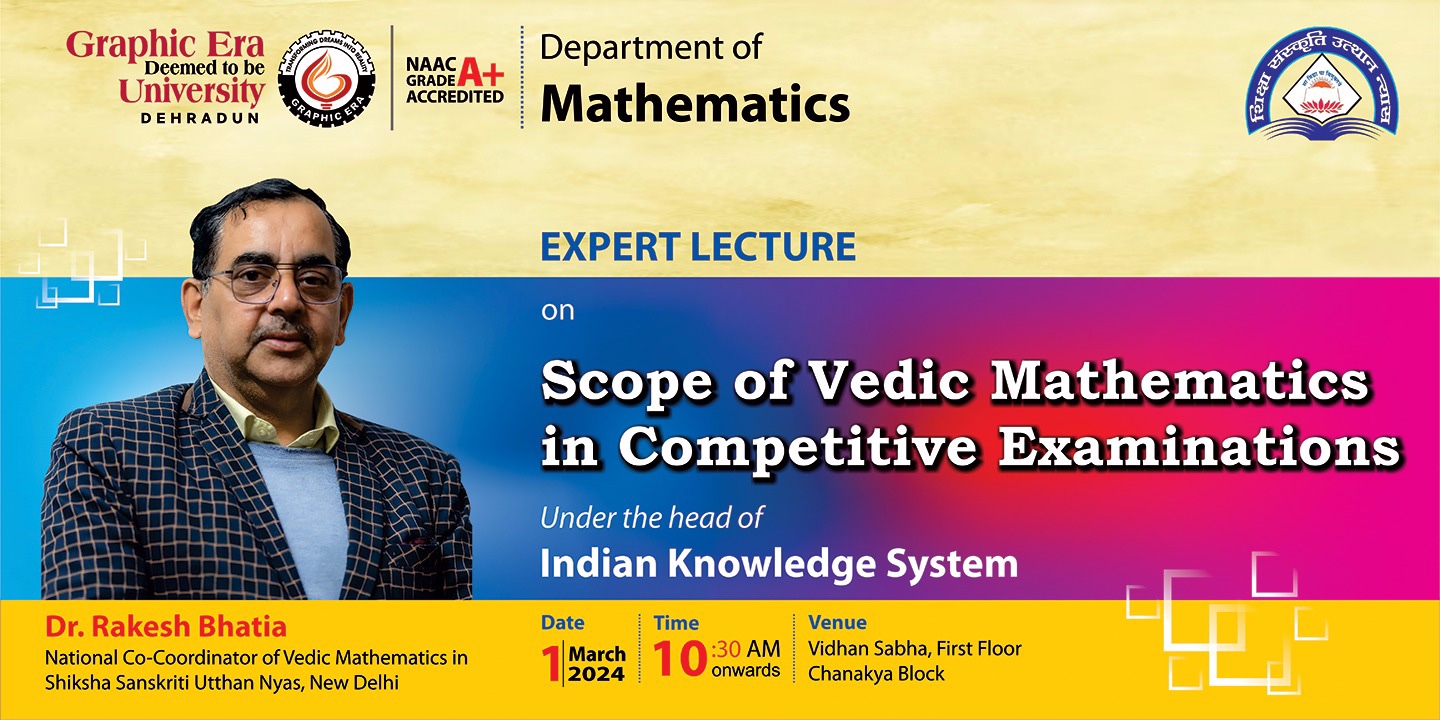 Graphic Era
Deemed to be
University
DEHRADUN
TRANSFORMING DREAMS INTO REALITY
GRAPHIC ERA
NAAC
GRADE A+
ACCREDITED
Department of
Mathematics
शिक्षा संस्कृति उत्थान न्यास
EXPERT LECTURE
on
Scope of Vedic Mathematics
in Competitive Examinations
Under the head of
Indian Knowledge System
Dr. Rakesh Bhatia
National Co-Coordinator of Vedic Mathematics in
Shiksha Sanskriti Utthan Nyas, New Delhi
Date
1 March
2024
Time
10:30 AM
onwards
Venue
Vidhan Sabha, First Floor
Chanakya Block